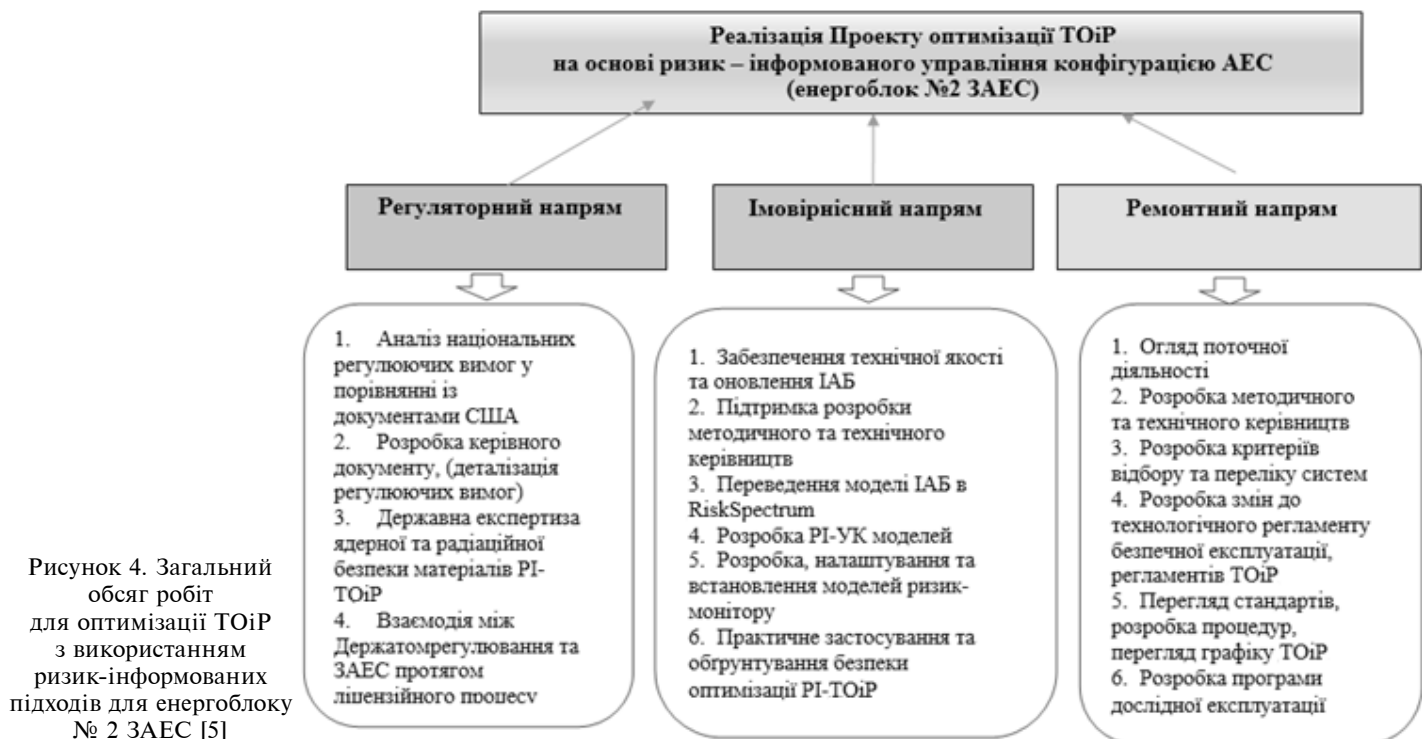 Реалізація Проекту оптимізації ТОіР
на основі ризик – інформованого управління конфігурацією АЕС
(енергоблок №2 ЗАЕС)
Регуляторний напрям
Імовірнісний напрям
Ремонтний напрям
1. Аналіз національних
регулюючих вимог у
порівнянні із
документами США
2. Розробка керівного
документу, (деталізація
регулюючих вимог)
3. Державна експертиза
ядерної та радіаційної
безпеки матеріалів РІ-
ТОіР
4. Взаємодія між
Держатомрегулювання та
ЗАЕС протягом
ліцензійного процесу
1. Забезпечення технічної якості
та оновлення ІАБ
2. Підтримка розробки
методичного та технічного
керівництв
3. Переведення моделі ІАБ в
RiskSpectrum
4. Розробка РІ-УК моделей
5. Розробка, налаштування та
встановлення моделей ризик-
монітору
6. Практичне застосування та
обґрунтування безпеки
оптимізації РІ-ТОіР
1. Огляд поточної
діяльності
2. Розробка методичного
та технічного керівництв
3. Розробка критеріїв
відбору та переліку систем
4. Розробка змін до
технологічного регламенту
безпечної експлуатації,
регламентів ТОіР
5. Перегляд стандартів,
розробка процедур,
перегляд графіку ТОіР
6. Розробка програми
дослідної експлуатації
Рисунок 4. Загальний
обсяг робіт
для оптимізації ТОіР
з використанням
ризик-інформованих
підходів для енергоблоку
№ 2 ЗАЕС [5]